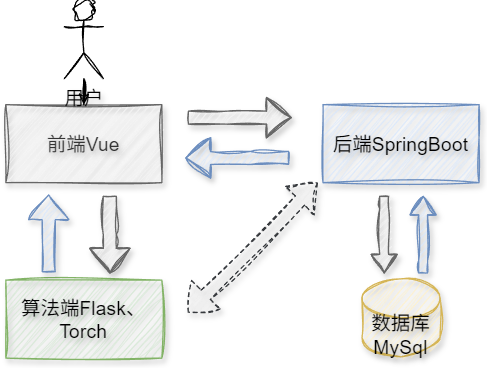 用户
前端Vue
后端SpringBoot
算法端Flask、
Torch
数据库
MySql